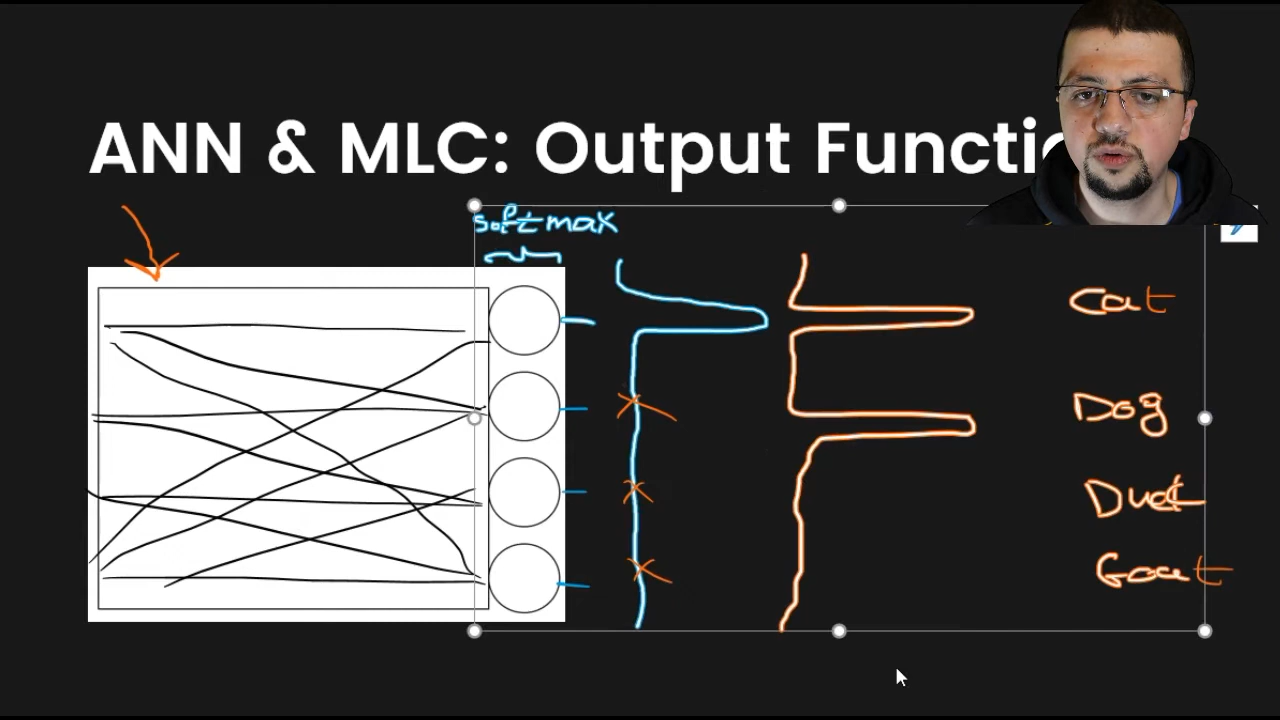 ANN & MLC: Output Functio
softmax
Cat
Dog
Duck
Goat